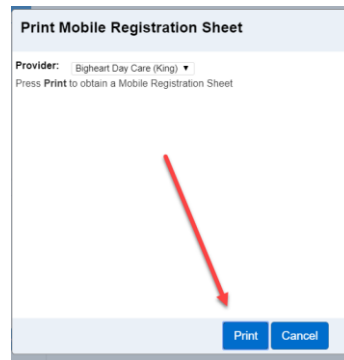 Print Mobile Registration Sheet
Provider: Bigheart Day Care (King) ▼
Press Print to obtain a Mobile Registration Sheet
Print Cancel